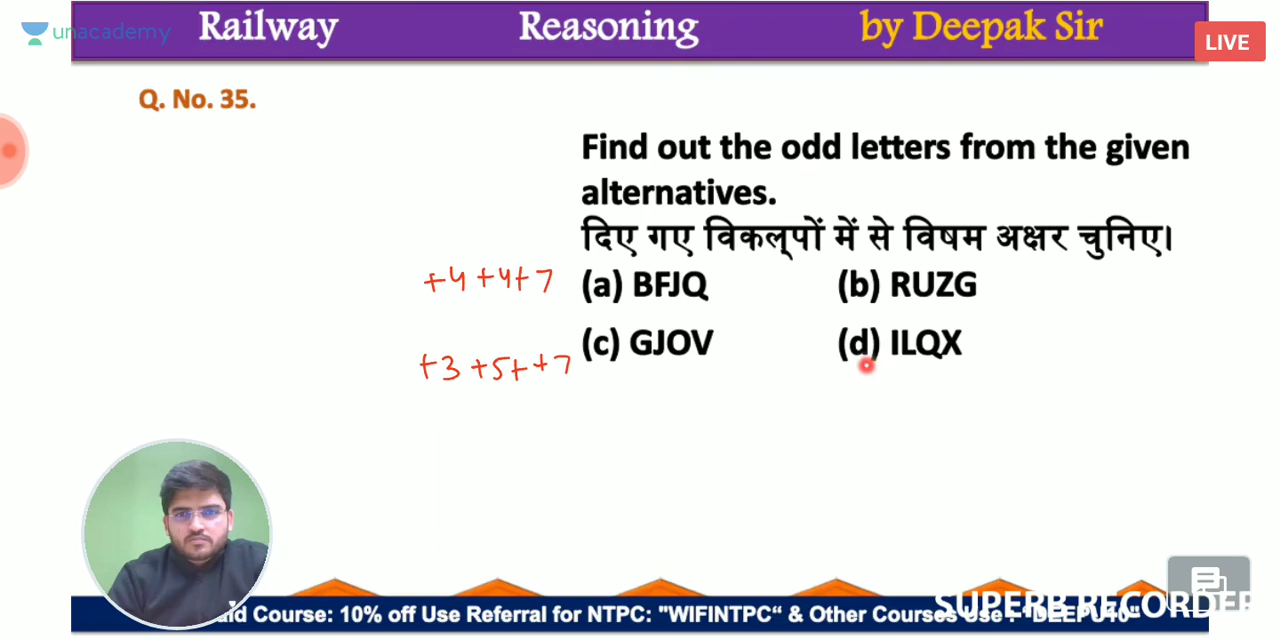 unacademy
Railway Reasoning by Deepak Sir
LIVE
Q. No. 35.
Find out the odd letters from the given
alternatives.
दिए गए विकल्पों में से विषम अक्षर चुनिए।
+4 +4 +7
(a) BFJQ (b) RUZG
(c) GJOV (d) ILQX
+3 +5 + +7
Course: 10% off Use Referral for NTPC: "WIFINTPC“ & Other Courses Use :
SUPERB RECORDER